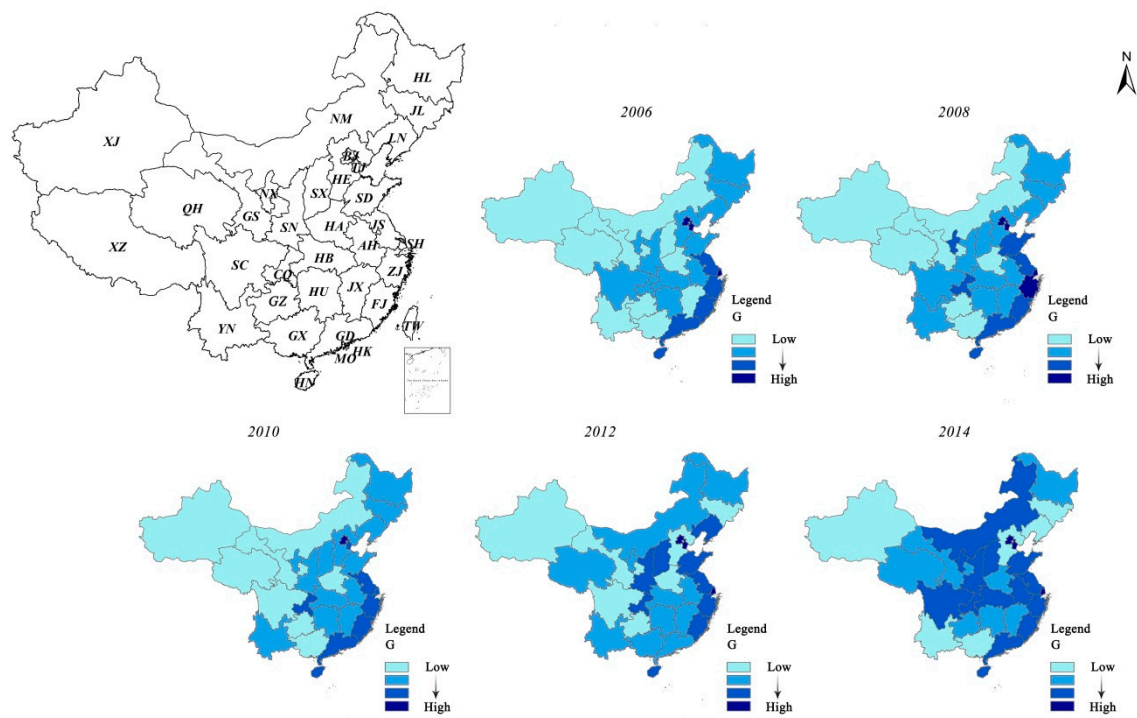 N
HL
JL
NM
LN
XJ
BJ
TJ
HE
NX
SX
SD
QH
GS
SN
HA
JS
XZ
AH
SH
SC
HB
CQ
ZJ
GZ
HU
JX
FJ
YN
GX
GD
TW
HK
MO
HN
2006
Legend
G
Low
High
2008
Legend
G
Low
High
2010
Legend
G
Low
High
2012
Legend
G
Low
High
2014
Legend
G
Low
High